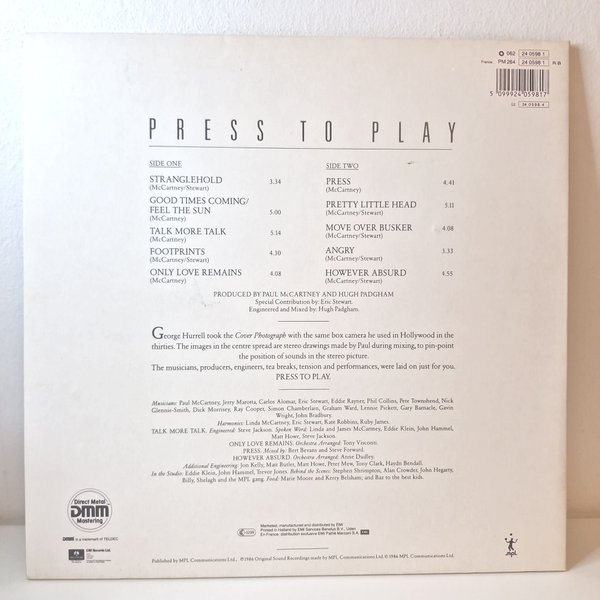 062 24 0598 1
France: PM 264 24 0598 1
5 099924 059817
24 0598 4
PRESS TO PLAY
SIDE ONE
STRANGLEHOLD 3.34
(McCartney/Stewart)
GOOD TIMES COMING/
FEEL THE SUN 5.00
(McCartney)
TALK MORE TALK 5.14
(McCartney)
FOOTPRINTS 4.30
(McCartney/Stewart)
ONLY LOVE REMAINS 4.08
(McCartney)
SIDE TWO
PRESS 4.41
(McCartney)
PRETTY LITTLE HEAD 5.11
(McCartney/Stewart)
MOVE OVER BUSKER 4.08
(McCartney/Stewart)
ANGRY 3.33
(McCartney/Stewart)
HOWEVER ABSURD 4.55
(McCartney/Stewart)
PRODUCED BY PAUL McCARTNEY AND HUGH PADGHAM
Special Contribution by: Eric Stewart.
Engineered and Mixed by: Hugh Padgham.
George Hurrell took the Cover Photograph with the same box camera he used in Hollywood in the
thirties. The images in the centre spread are stereo drawings made by Paul during mixing, to pin-point
the position of sounds in the stereo picture.
The musicians, producers, engineers, tea breaks, tension and performances, were laid on just for you.
PRESS TO PLAY.
Musicians: Paul McCartney, Jerry Marotta, Carlos Alomar, Eric Stewart, Eddie Rayner, Phil Collins, Pete Townshend, Nick
Glennie-Smith, Dick Morrisey, Ray Cooper, Simon Chamberlain, Graham Ward, Lennie Pickett, Gary Barnacle, Gavin
Wright, John Bradbury.
Harmonies: Linda McCartney, Eric Stewart, Kate Robbins, Ruby James.
TALK MORE TALK. Engineered: Steve Jackson. Spoken Word: Linda and James McCartney, Eddie Klein, John Hammel,
Matt Howe, Steve Jackson.
ONLY LOVE REMAINS. Orchestra Arranged: Tony Visconti.
PRESS. Mixed by: Bert Bevans and Steve Forward.
HOWEVER ABSURD. Orchestra Arranged: Anne Dudley.
Additional Engineering: Jon Kelly, Matt Butler, Matt Howe, Peter Mew, Tony Clark, Haydn Bendall.
In the Studio: Eddie Klein, John Hammel, Trevor Jones. Behind the Scenes: Stephen Shrimpton, Alan Crowder, John Hegarty,
Billy, Shelagh and the MPL gang. Food: Marie Moore and Kerry Belsham; and Baz to the best kids.
Direct Metal
DMM
Mastering
DMM is a trademark of TELDEC
EMI Records Ltd.
Marketed, manufactured and distributed by EMI
Printed in Holland by EMI Services Benelux B.V., Uden
En France: distribution exclusive EMI Pathé Marconi S.A.
EMI
mpl
Published by MPL Communications Ltd., ℗ 1986 Original Sound Recordings made by MPL Communications Ltd. © 1986 MPL Communications Ltd.